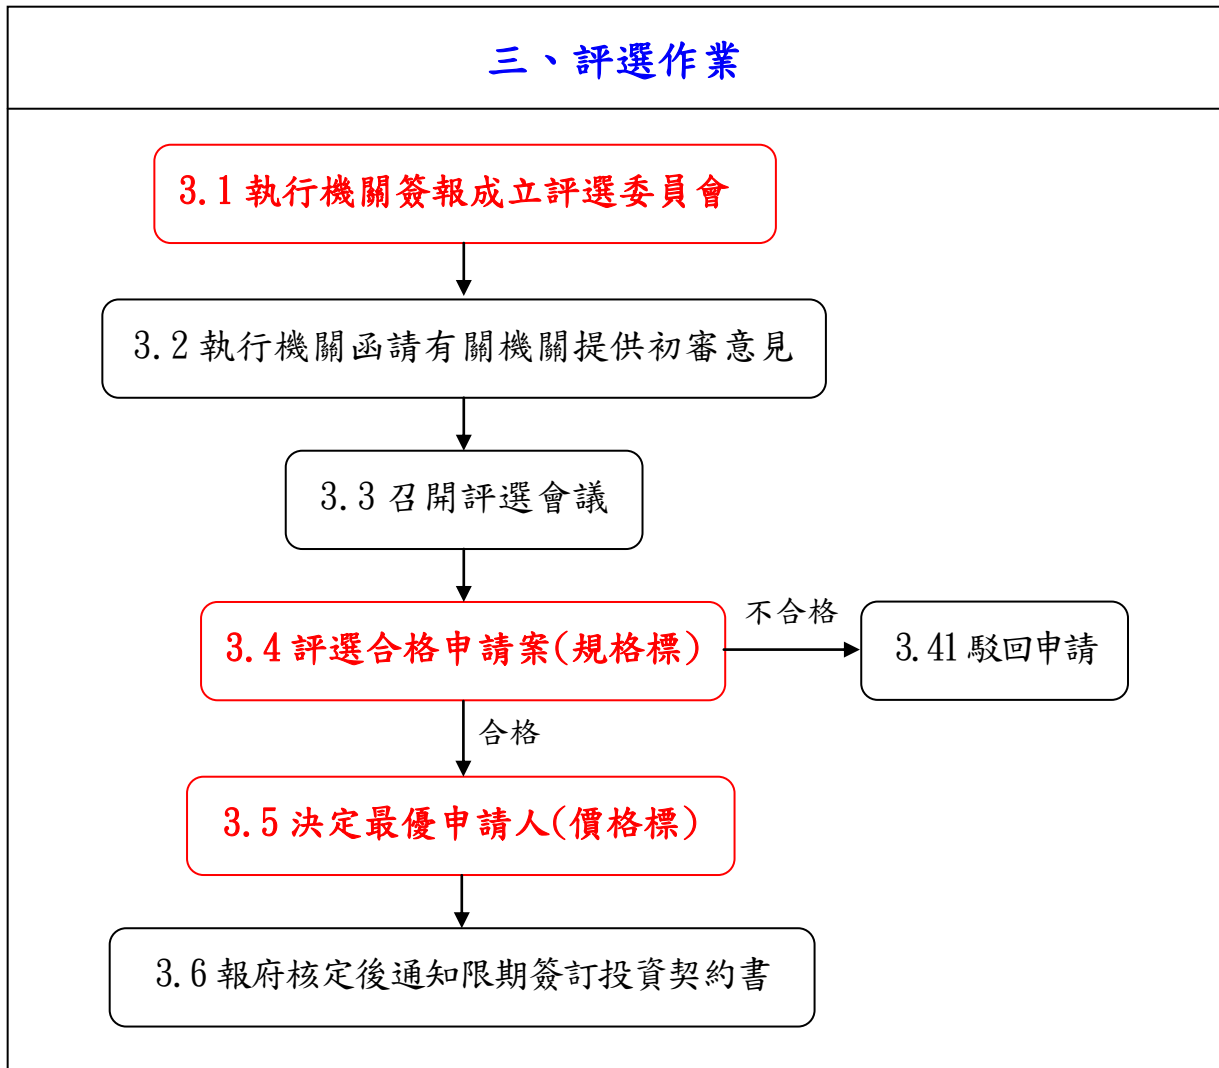 三、評選作業
3.1 執行機關簽報成立評選委員會
3.2 執行機關函請有關機關提供初審意見
3.3 召開評選會議
3.4 評選合格申請案(規格標)
不合格
3.41 駁回申請
合格
3.5 決定最優申請人(價格標)
3.6 報府核定後通知限期簽訂投資契約書